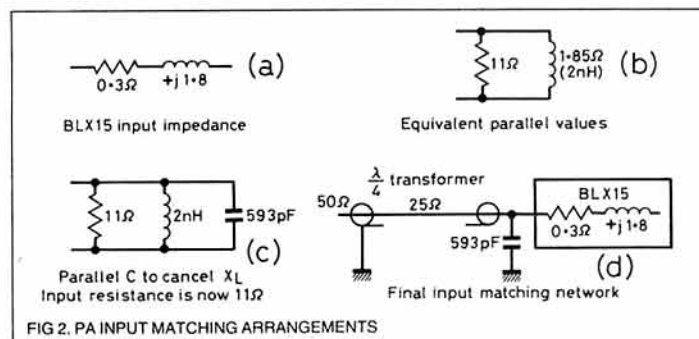 (a)
0·3Ω
+j 1·8
BLX15 input impedance
11Ω
1·85Ω
(2nH)
(b)
Equivalent parallel values
11Ω
2nH
593pF
(c)
Parallel C to cancel XL
Input resistance is now 11Ω
λ/4 transformer
50Ω
25Ω
593pF
BLX15
0·3Ω
+j 1·8
(d)
Final input matching network
FIG 2. PA INPUT MATCHING ARRANGEMENTS